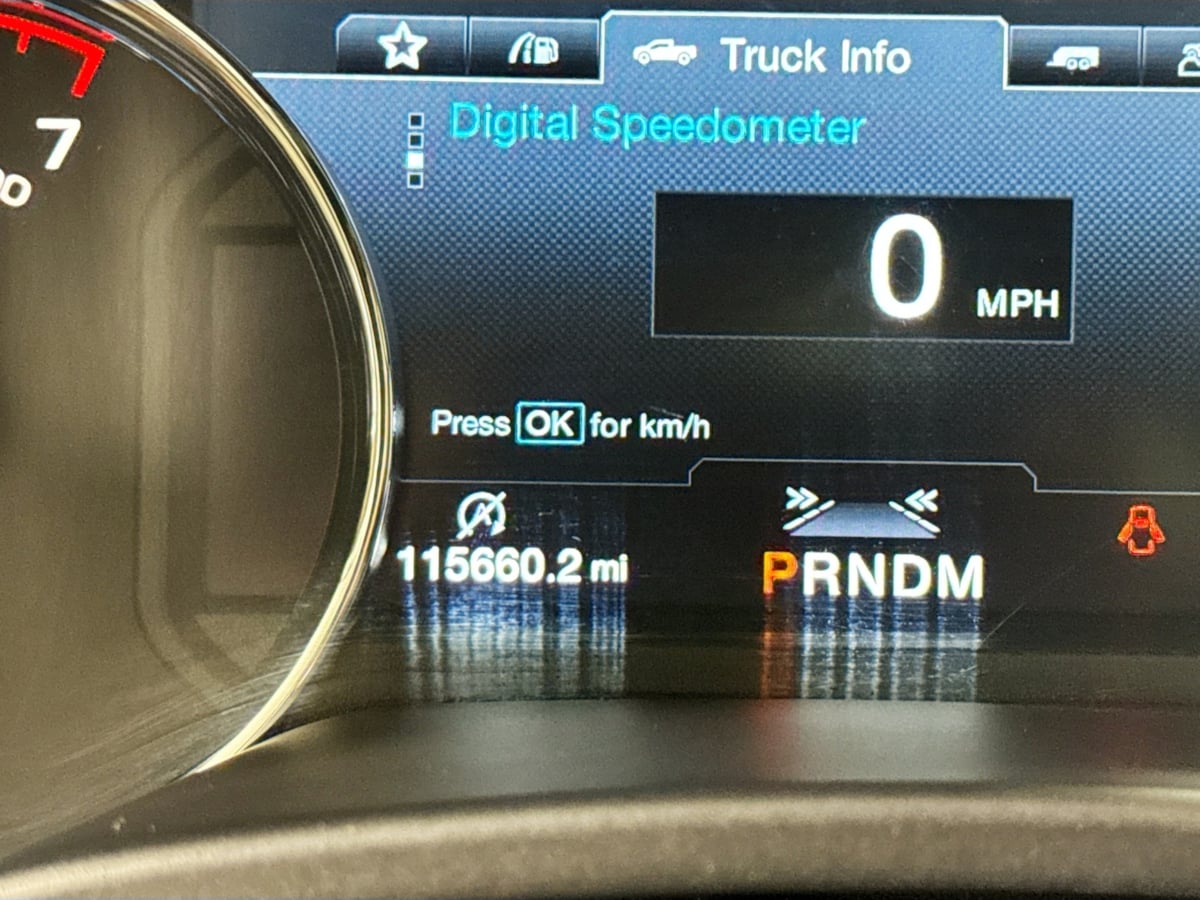 Truck Info
Digital Speedometer
7
0 MPH
Press OK for km/h
115660.2 mi
PRNDM